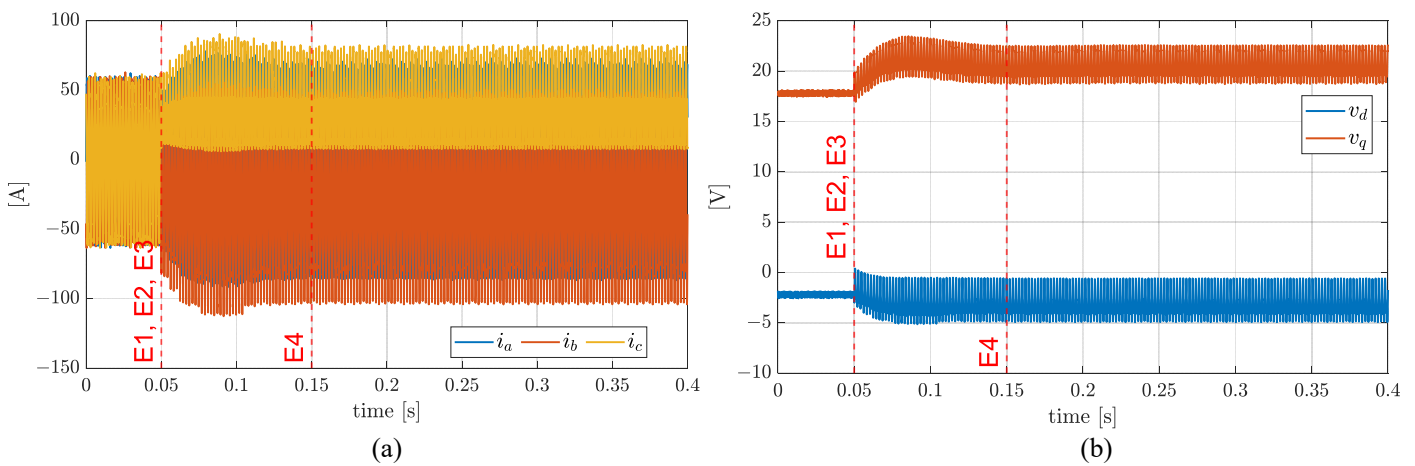 100
50
0
−50
−100
−150
[A]
E1, E2, E3
E4
i_a i_b i_c
0 0.05 0.1 0.15 0.2 0.25 0.3 0.35 0.4
time [s]
(a)
25
20
15
10
5
0
−5
−10
[V]
E1, E2, E3
E4
v_d
v_q
0 0.05 0.1 0.15 0.2 0.25 0.3 0.35 0.4
time [s]
(b)